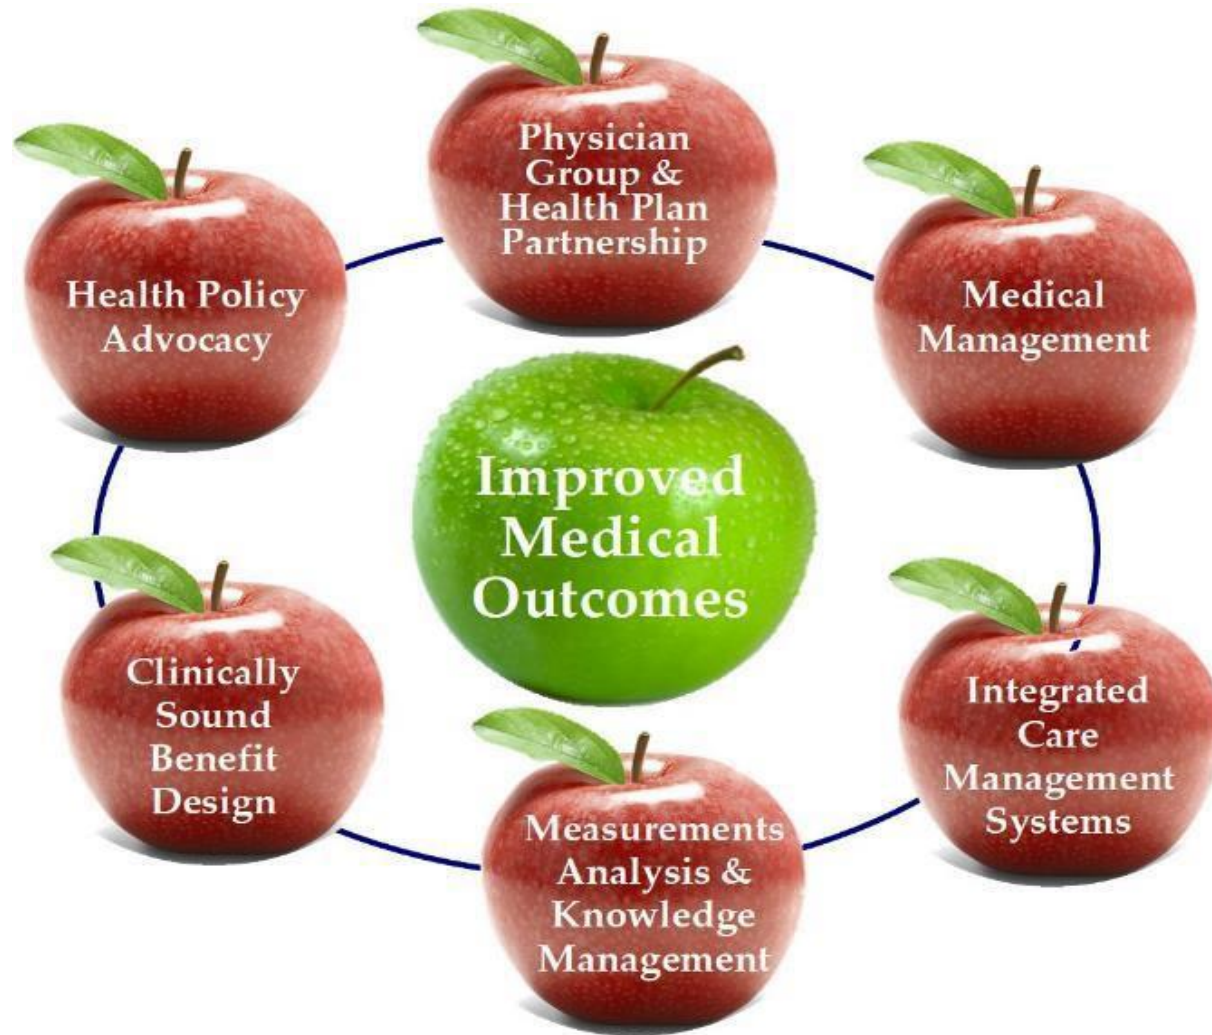 Physician
Group &
Health Plan
Partnership
Health Policy
Advocacy
Medical
Management
Improved
Medical
Outcomes
Clinically
Sound
Benefit
Design
Integrated
Care
Management
Systems
Measurements
Analysis &
Knowledge
Management